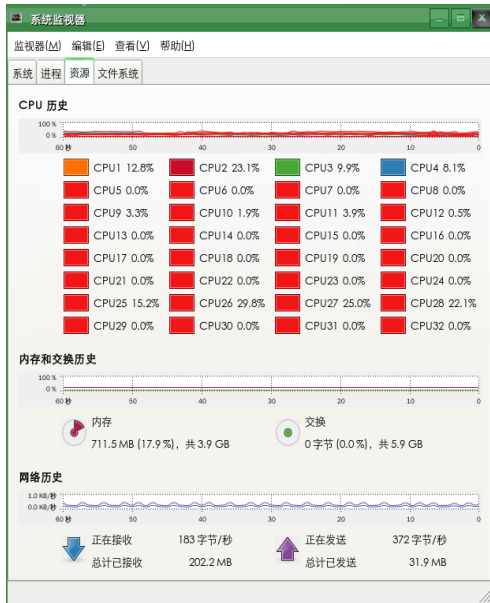 系统监视器
监视器(M) 编辑(E) 查看(V) 帮助(H)
系统 进程 资源 文件系统
CPU 历史
100 %
0 %
60 秒 50 40 30 20 10 0
CPU1 12.8% CPU2 23.1% CPU3 9.9% CPU4 8.1%
CPU5 0.0% CPU6 0.0% CPU7 0.0% CPU8 0.0%
CPU9 3.3% CPU10 1.9% CPU11 3.9% CPU12 0.5%
CPU13 0.0% CPU14 0.0% CPU15 0.0% CPU16 0.0%
CPU17 0.0% CPU18 0.0% CPU19 0.0% CPU20 0.0%
CPU21 0.0% CPU22 0.0% CPU23 0.0% CPU24 0.0%
CPU25 15.2% CPU26 29.8% CPU27 25.0% CPU28 22.1%
CPU29 0.0% CPU30 0.0% CPU31 0.0% CPU32 0.0%
内存和交换历史
100 %
0 %
60 秒 50 40 30 20 10 0
内存 交换
711.5 MB (17.9 %)，共 3.9 GB 0 字节 (0.0 %)，共 5.9 GB
网络历史
1.0 KB/秒
0.0 KB/秒
60 秒 50 40 30 20 10 0
正在接收 183 字节/秒 正在发送 372 字节/秒
总计已接收 202.2 MB 总计已发送 31.9 MB